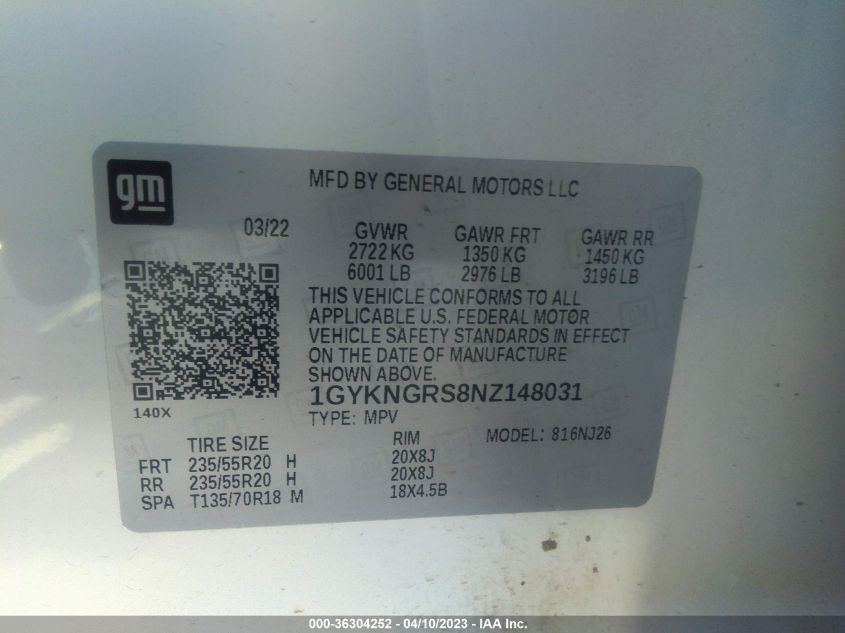 gm
MFD BY GENERAL MOTORS LLC
03/22
GVWR GAWR FRT GAWR RR
2722 KG 1350 KG 1450 KG
6001 LB 2976 LB 3196 LB
THIS VEHICLE CONFORMS TO ALL
APPLICABLE U.S. FEDERAL MOTOR
VEHICLE SAFETY STANDARDS IN EFFECT
ON THE DATE OF MANUFACTURE
SHOWN ABOVE.
1GYKNGRS8NZ148031
140X
TYPE: MPV MODEL: 816NJ26
TIRE SIZE RIM
FRT 235/55R20 H 20X8J
RR 235/55R20 H 20X8J
SPA T135/70R18 M 18X4.5B
000-36304252 - 04/10/2023 - IAA Inc.